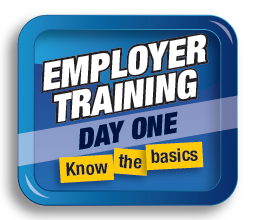 EMPLOYER
TRAINING
DAY ONE
Know the basics